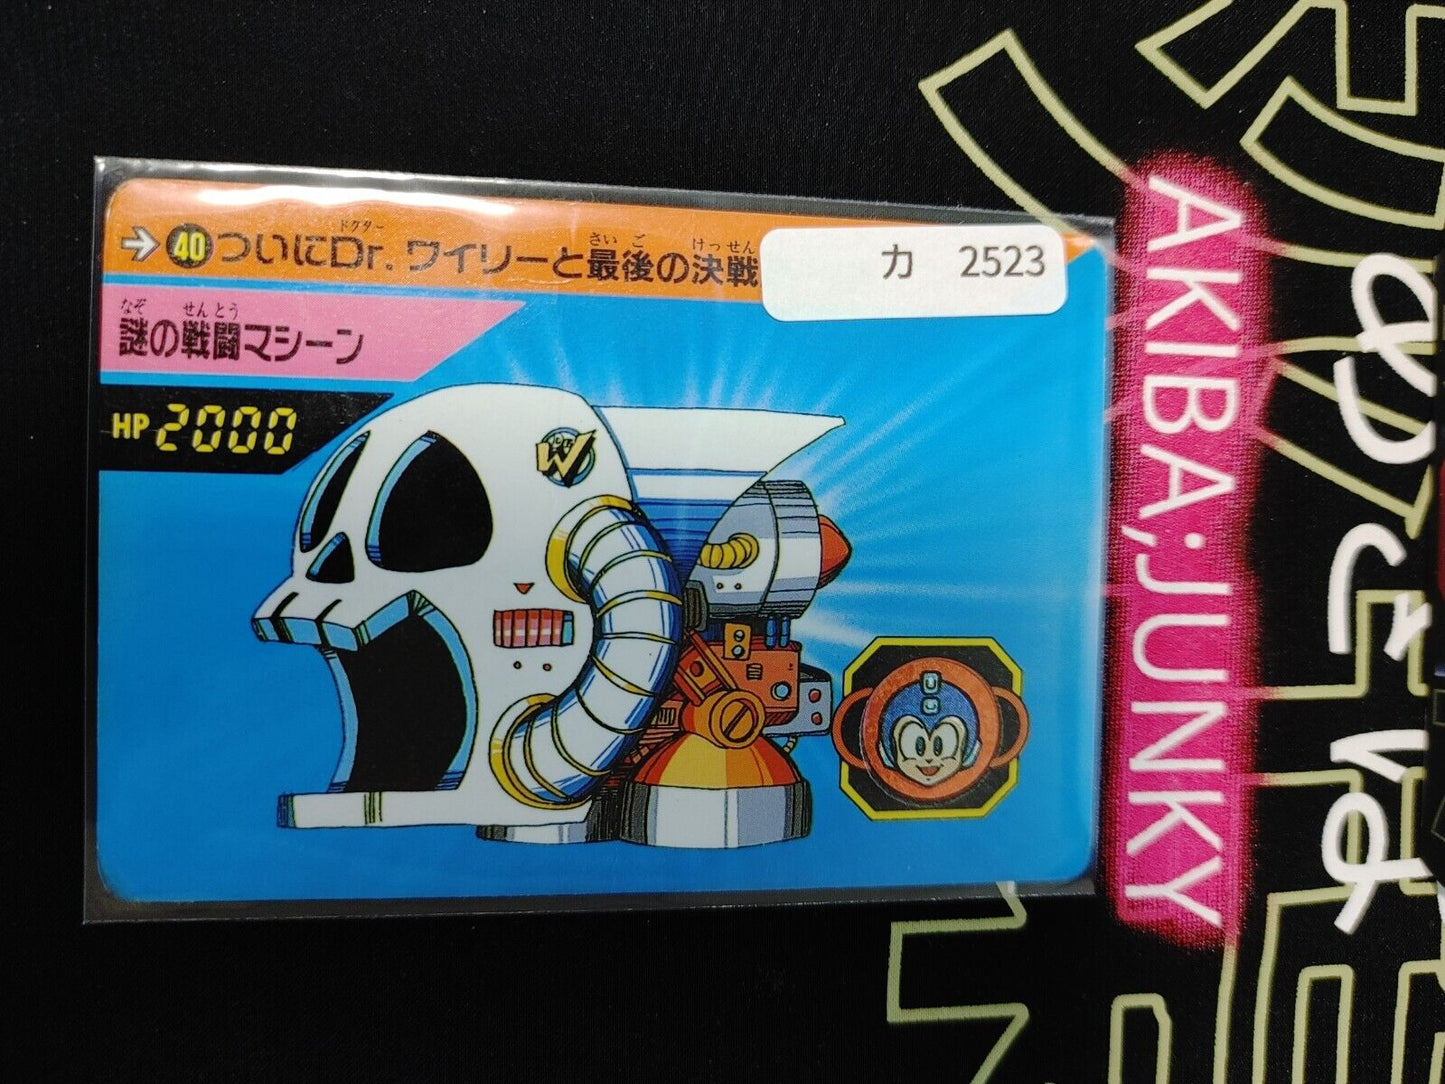 ドクター さいご けっせん
→40ついにDr.ワイリーと最後の決戦
カ 2523
なぞ せんとう
謎の戦闘マシーン
HP 2000
W
AKIBA;JUNKY